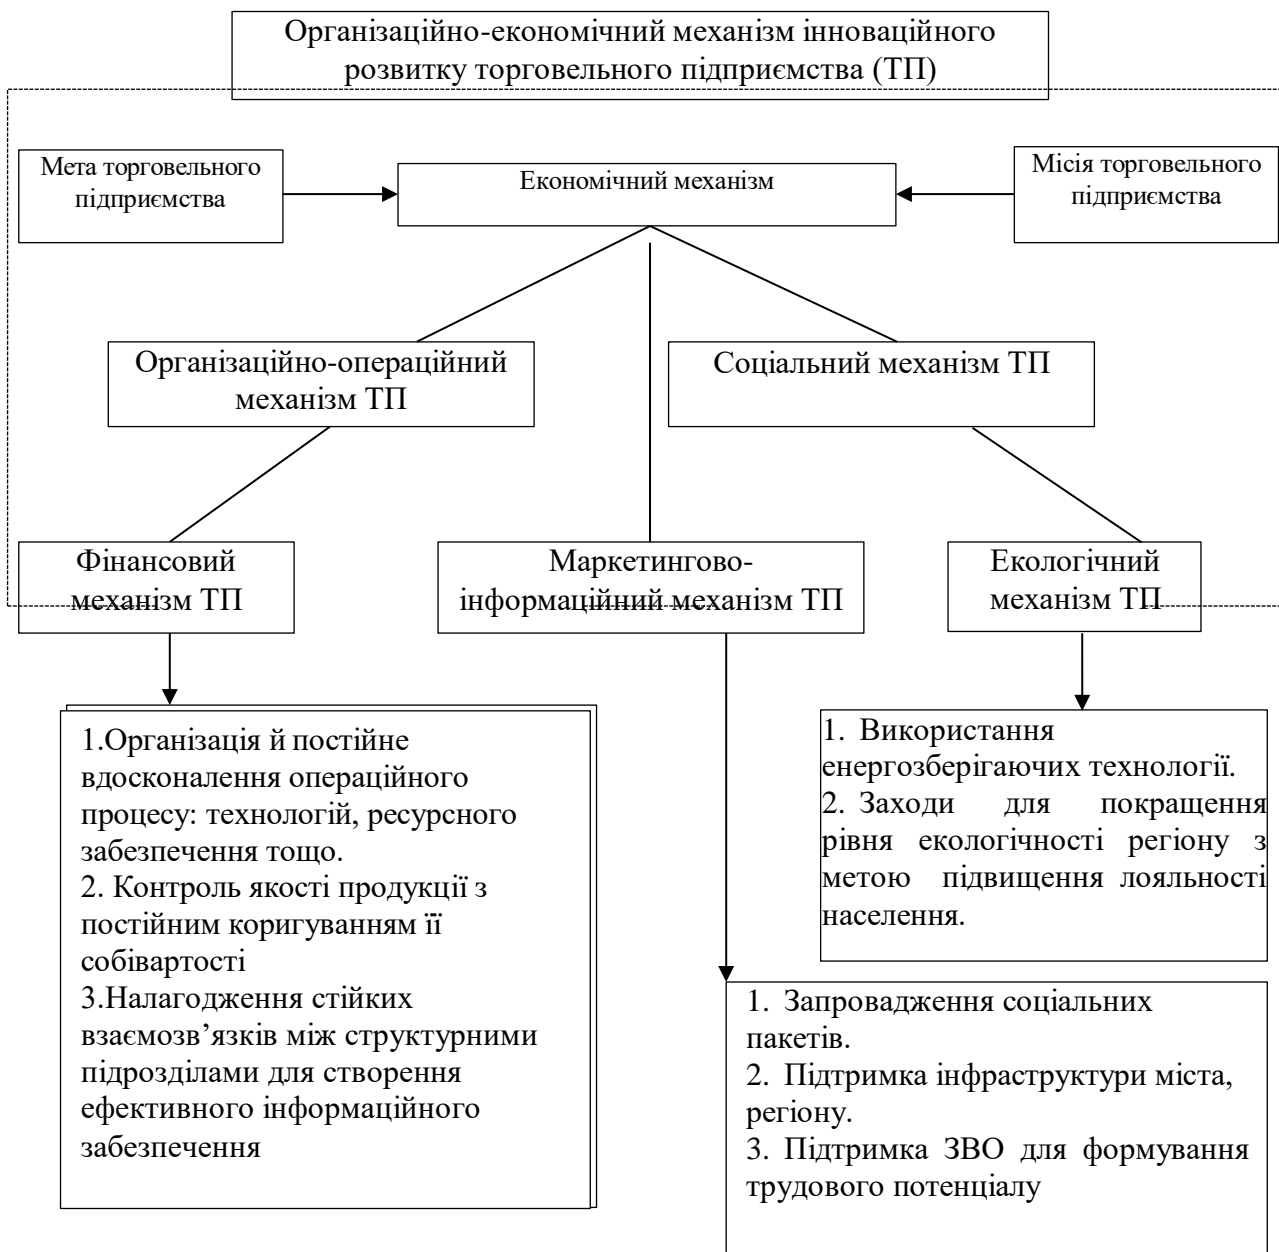 Організаційно-економічний механізм інноваційного
розвитку торговельного підприємства (ТП)
Мета торговельного
підприємства
Економічний механізм
Місія торговельного
підприємства
Організаційно-операційний
механізм ТП
Соціальний механізм ТП
Фінансовий
механізм ТП
Маркетингово-
інформаційний механізм ТП
Екологічний
механізм ТП
1.Організація й постійне
вдосконалення операційного
процесу: технологій, ресурсного
забезпечення тощо.
2. Контроль якості продукції з
постійним коригуванням її
собівартості
3.Налагодження стійких
взаємозв’язків між структурними
підрозділами для створення
ефективного інформаційного
забезпечення
1. Використання
енергозберігаючих технології.
2. Заходи для покращення
рівня екологічності регіону з
метою підвищення лояльності
населення.
1. Запровадження соціальних
пакетів.
2. Підтримка інфраструктури міста,
регіону.
3. Підтримка ЗВО для формування
трудового потенціалу